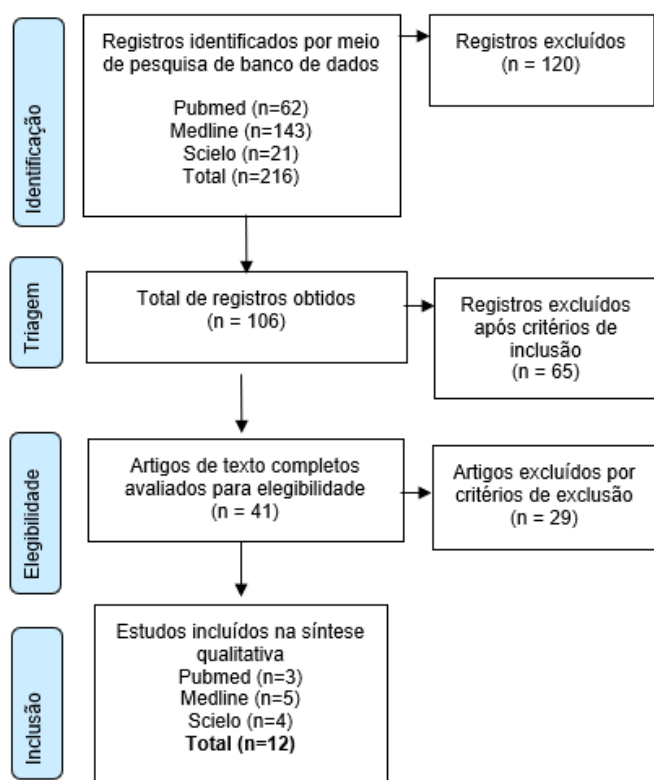 Identificação
Registros identificados por meio
de pesquisa de banco de dados
Pubmed (n=62)
Medline (n=143)
Scielo (n=21)
Total (n=216)
Registros excluídos
(n = 120)
Triagem
Total de registros obtidos
(n = 106)
Registros excluídos
após critérios de
inclusão
(n = 65)
Elegibilidade
Artigos de texto completos
avaliados para elegibilidade
(n = 41)
Artigos excluídos por
critérios de exclusão
(n = 29)
Inclusão
Estudos incluídos na síntese
qualitativa
Pubmed (n=3)
Medline (n=5)
Scielo (n=4)
Total (n=12)